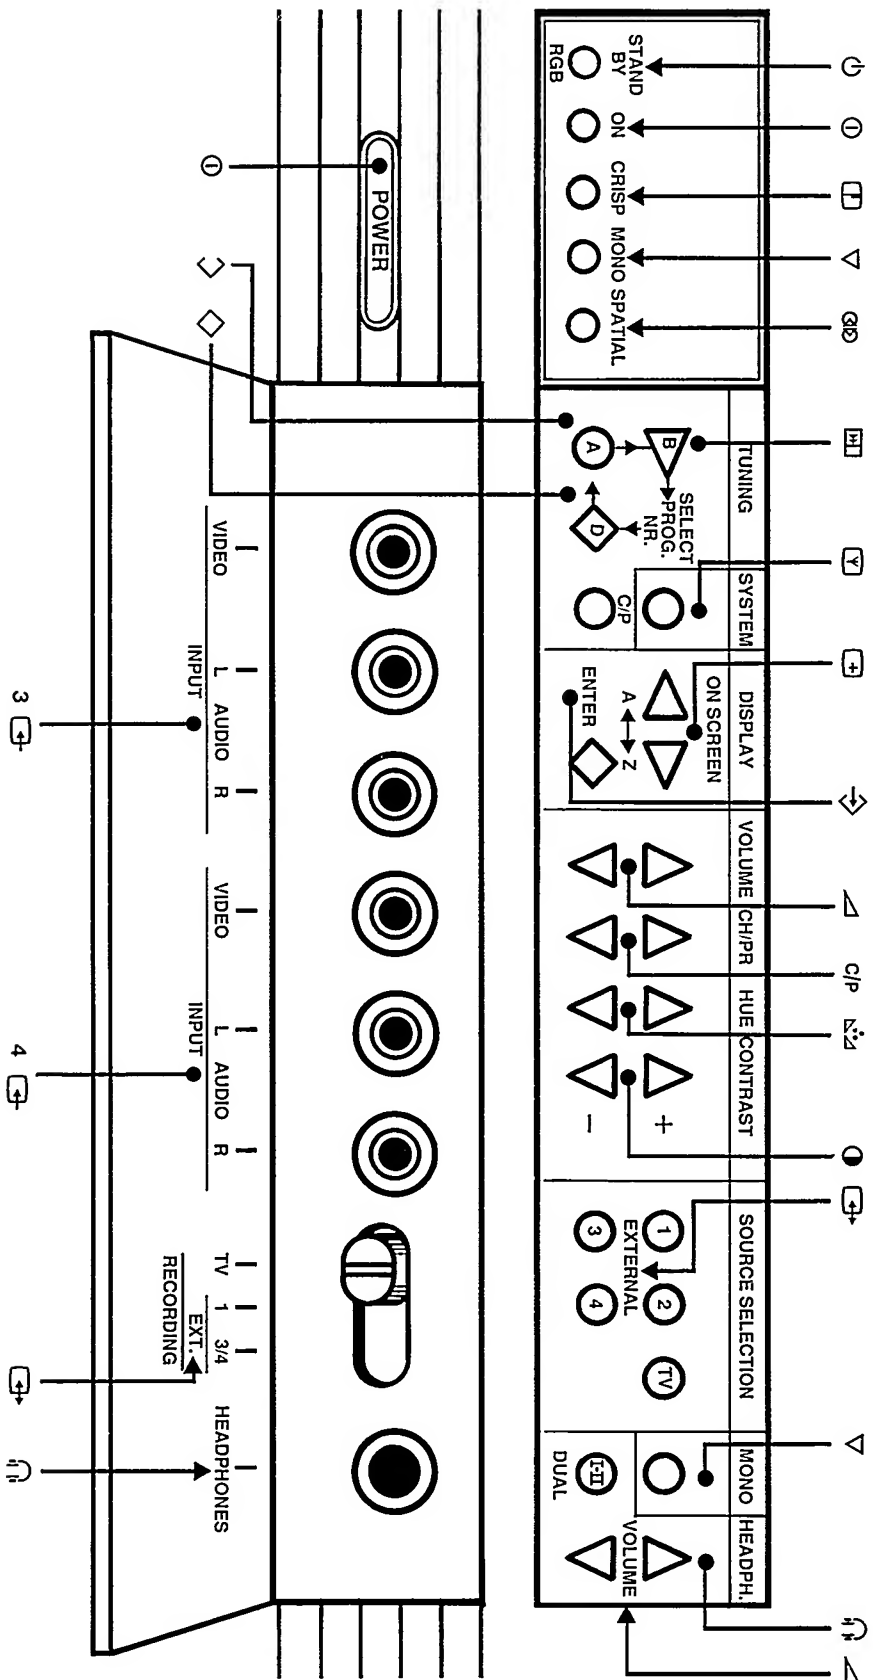 STAND BY
RGB
ON
CRISP
MONO
SPATIAL
TUNING
B
A
SELECT
PROG.
NR.
D
SYSTEM
C/P
DISPLAY
ON SCREEN
A Z
ENTER
VOLUME
CH/PR
HUE
CONTRAST
+
−
C/P
SOURCE SELECTION
1
2
TV
EXTERNAL
3
4
MONO
I·II
DUAL
HEADPH.
VOLUME
POWER
VIDEO
L AUDIO R
INPUT
3
VIDEO
L AUDIO R
INPUT
4
TV 1 3/4
EXT.
RECORDING
HEADPHONES